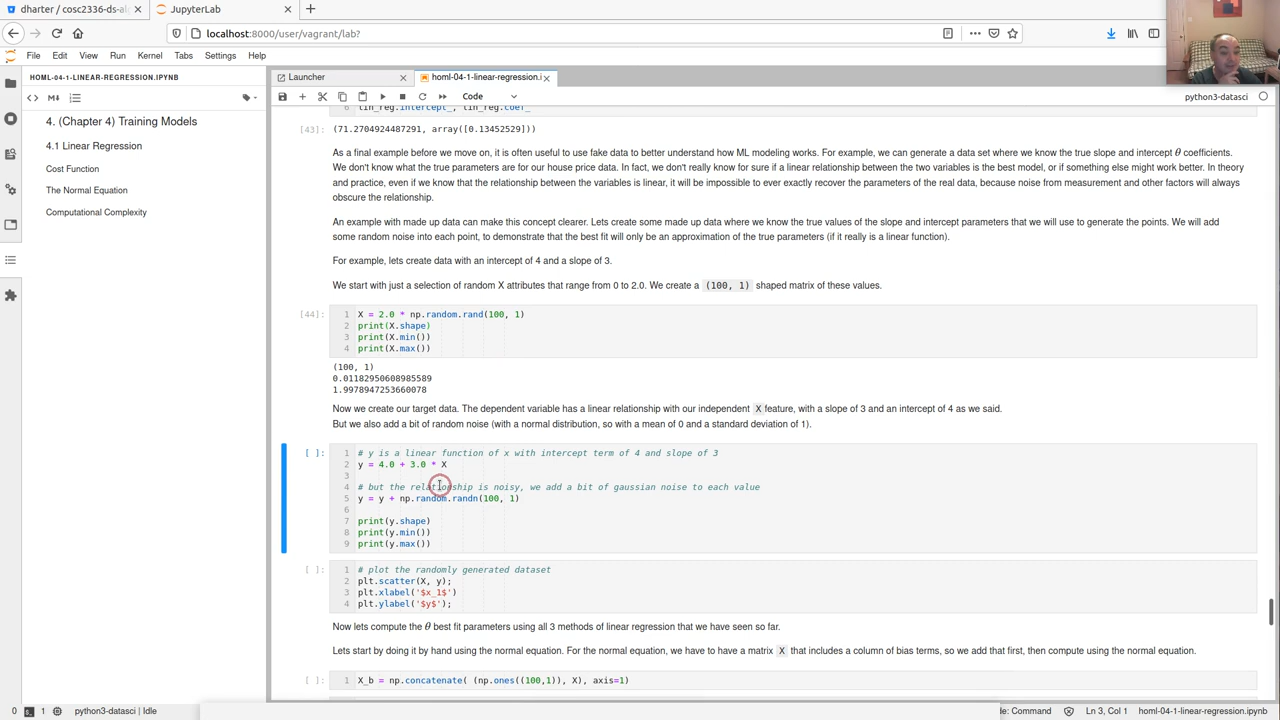 dharter / cosc2336-ds-al
JupyterLab
localhost:8000/user/vagrant/lab?
File Edit View Run Kernel Tabs Settings Help
HOML-04-1-LINEAR-REGRESSION.IPYNB
4. (Chapter 4) Training Models
4.1 Linear Regression
Cost Function
The Normal Equation
Computational Complexity
Launcher
homl-04-1-linear-regression.i
Code
python3-datasci
6 lin_reg.intercept_, lin_reg.coef_
[43]: (71.2704924487291, array([0.13452529]))
As a final example before we move on, it is often useful to use fake data to better understand how ML modeling works. For example, we can generate a data set where we know the true slope and intercept θ coefficients.
We don't know what the true parameters are for our house price data. In fact, we don't really know for sure if a linear relationship between the two variables is the best model, or if something else might work better. In theory
and practice, even if we know that the relationship between the variables is linear, it will be impossible to ever exactly recover the parameters of the real data, because noise from measurement and other factors will always
obscure the relationship.
An example with made up data can make this concept clearer. Lets create some made up data where we know the true values of the slope and intercept parameters that we will use to generate the points. We will add
some random noise into each point, to demonstrate that the best fit will only be an approximation of the true parameters (if it really is a linear function).
For example, lets create data with an intercept of 4 and a slope of 3.
We start with just a selection of random X attributes that range from 0 to 2.0. We create a (100, 1) shaped matrix of these values.
[44]: 1 X = 2.0 * np.random.rand(100, 1)
2 print(X.shape)
3 print(X.min())
4 print(X.max())
(100, 1)
0.01182950608985589
1.9978947253660078
Now we create our target data. The dependent variable has a linear relationship with our independent X feature, with a slope of 3 and an intercept of 4 as we said.
But we also add a bit of random noise (with a normal distribution, so with a mean of 0 and a standard deviation of 1).
[ ]: 1 # y is a linear function of x with intercept term of 4 and slope of 3
2 y = 4.0 + 3.0 * X
3
4 # but the relationship is noisy, we add a bit of gaussian noise to each value
5 y = y + np.random.randn(100, 1)
6
7 print(y.shape)
8 print(y.min())
9 print(y.max())
[ ]: 1 # plot the randomly generated dataset
2 plt.scatter(X, y);
3 plt.xlabel('$x_1$')
4 plt.ylabel('$y$');
Now lets compute the θ best fit parameters using all 3 methods of linear regression that we have seen so far.
Lets start by doing it by hand using the normal equation. For the normal equation, we have to have a matrix X that includes a column of bias terms, so we add that first, then compute using the normal equation.
[ ]: 1 X_b = np.concatenate( (np.ones((100,1)), X), axis=1)
0 1 python3-datasci | Idle
de: Command Ln 3, Col 1 homl-04-1-linear-regression.ipynb